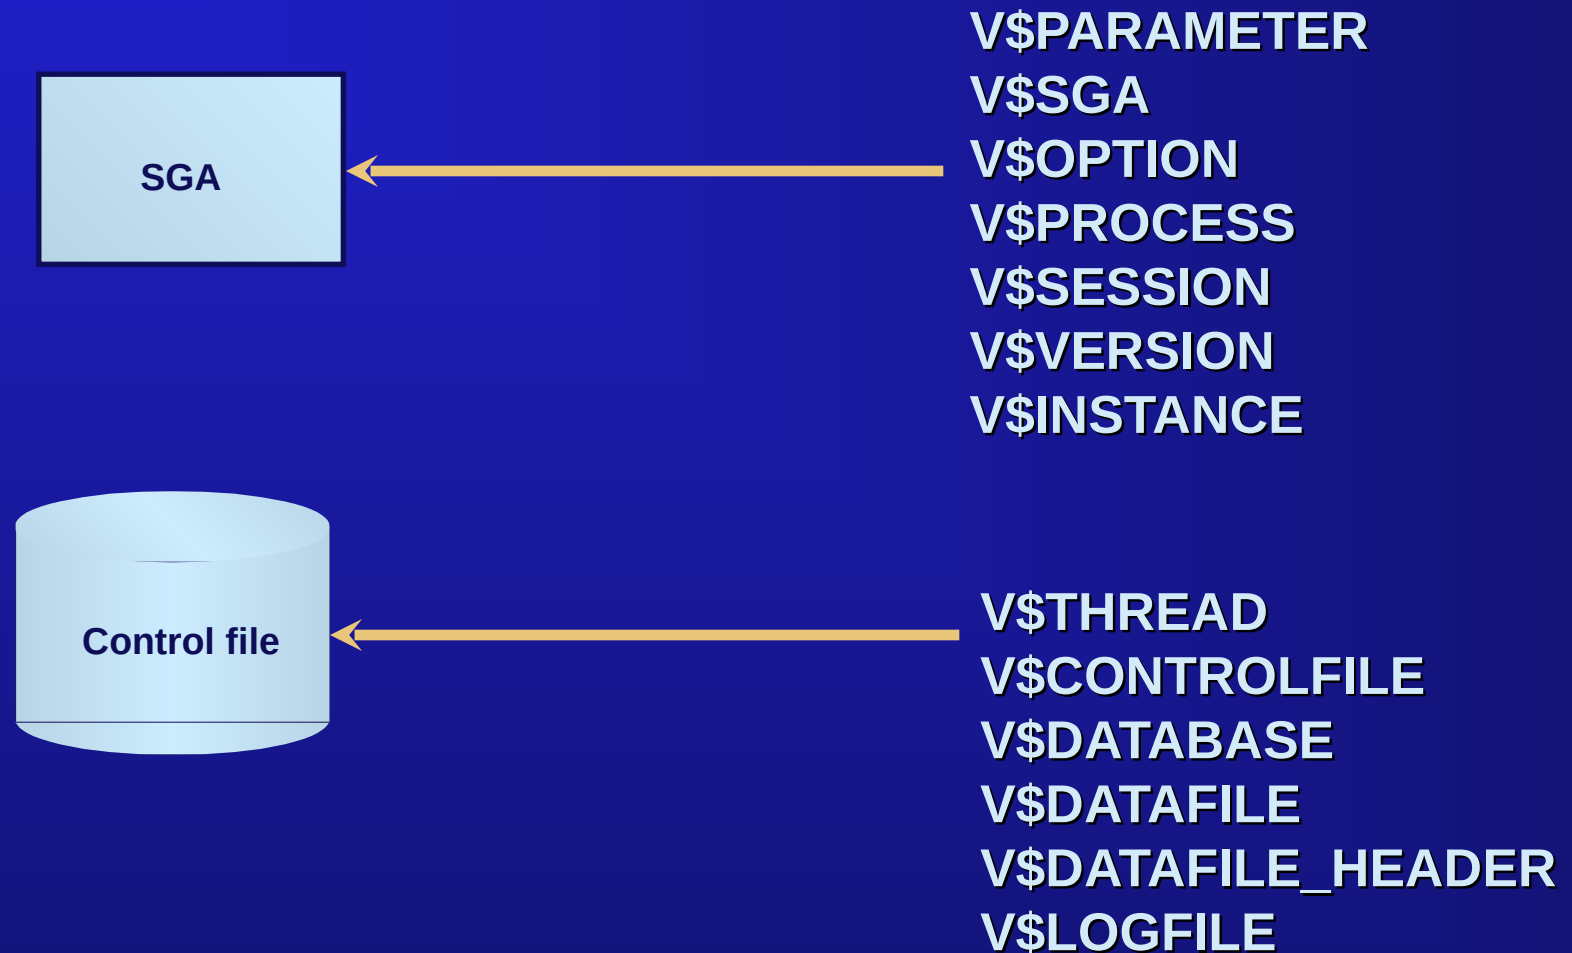 V$PARAMETER
V$SGA
V$OPTION
V$PROCESS
V$SESSION
V$VERSION
V$INSTANCE
SGA
V$THREAD
V$CONTROLFILE
V$DATABASE
V$DATAFILE
V$DATAFILE_HEADER
V$LOGFILE
Control file